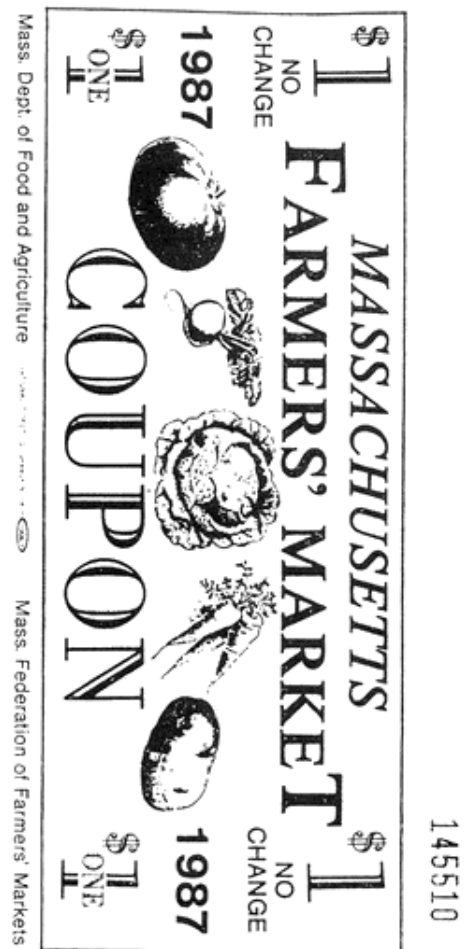 145510
$1 MASSACHUSETTS $1
NO CHANGE FARMERS' MARKET NO CHANGE
1987 1987
$1 ONE COUPON $1 ONE
Mass. Dept. of Food and Agriculture Mass. Federation of Farmers' Markets